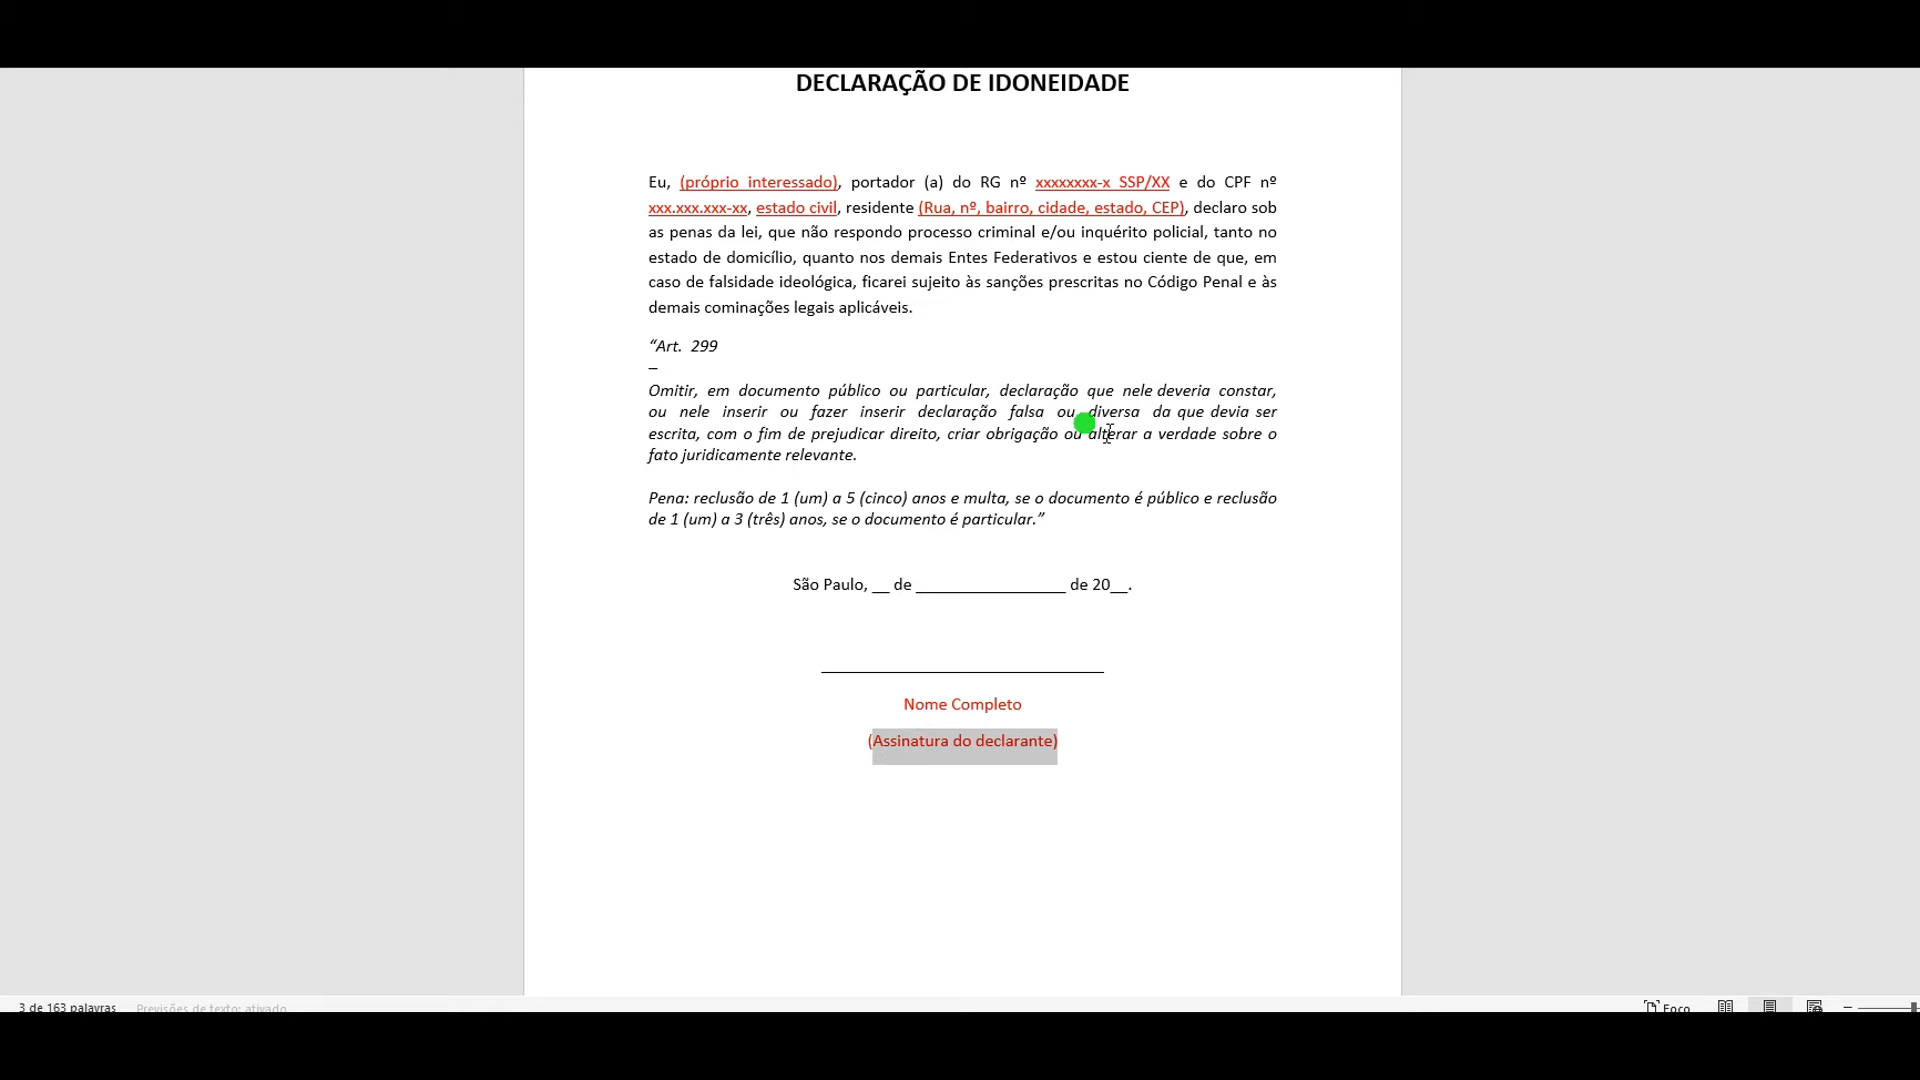 DECLARAÇÃO DE IDONEIDADE
Eu, (próprio interessado), portador (a) do RG nº xxxxxxxx-x SSP/XX e do CPF nº
xxx.xxx.xxx-xx, estado civil, residente (Rua, nº, bairro, cidade, estado, CEP), declaro sob
as penas da lei, que não respondo processo criminal e/ou inquérito policial, tanto no
estado de domicílio, quanto nos demais Entes Federativos e estou ciente de que, em
caso de falsidade ideológica, ficarei sujeito às sanções prescritas no Código Penal e às
demais cominações legais aplicáveis.
“Art. 299
–
Omitir, em documento público ou particular, declaração que nele deveria constar,
ou nele inserir ou fazer inserir declaração falsa ou diversa da que devia ser
escrita, com o fim de prejudicar direito, criar obrigação ou alterar a verdade sobre o
fato juridicamente relevante.
Pena: reclusão de 1 (um) a 5 (cinco) anos e multa, se o documento é público e reclusão
de 1 (um) a 3 (três) anos, se o documento é particular.”
São Paulo, __ de __________________ de 20__.
Nome Completo
(Assinatura do declarante)
3 de 163 palavras Previsões de texto: ativado Foco